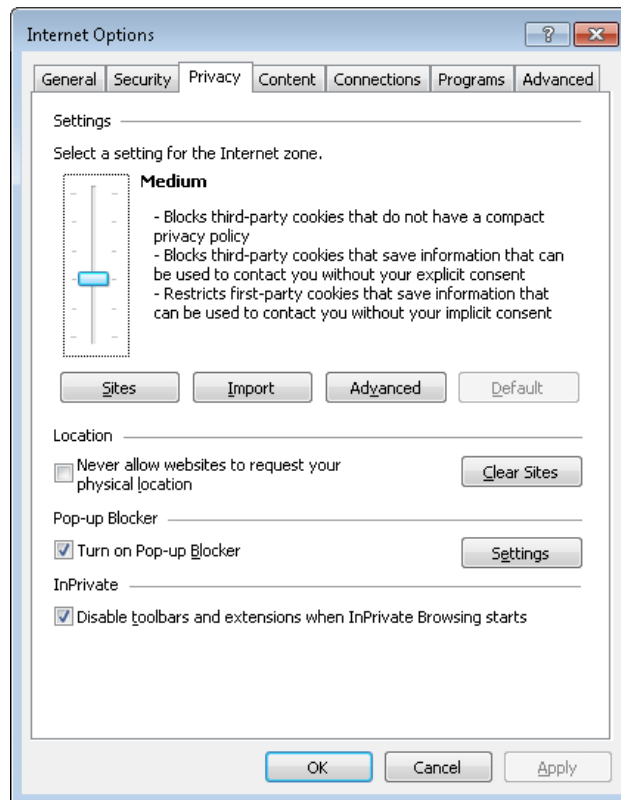 Internet Options
?
General Security Privacy Content Connections Programs Advanced
Settings
Select a setting for the Internet zone.
Medium
- Blocks third-party cookies that do not have a compact
privacy policy
- Blocks third-party cookies that save information that can
be used to contact you without your explicit consent
- Restricts first-party cookies that save information that
can be used to contact you without your implicit consent
Sites Import Advanced Default
Location
Never allow websites to request your
physical location
Clear Sites
Pop-up Blocker
Turn on Pop-up Blocker
Settings
InPrivate
Disable toolbars and extensions when InPrivate Browsing starts
OK Cancel Apply